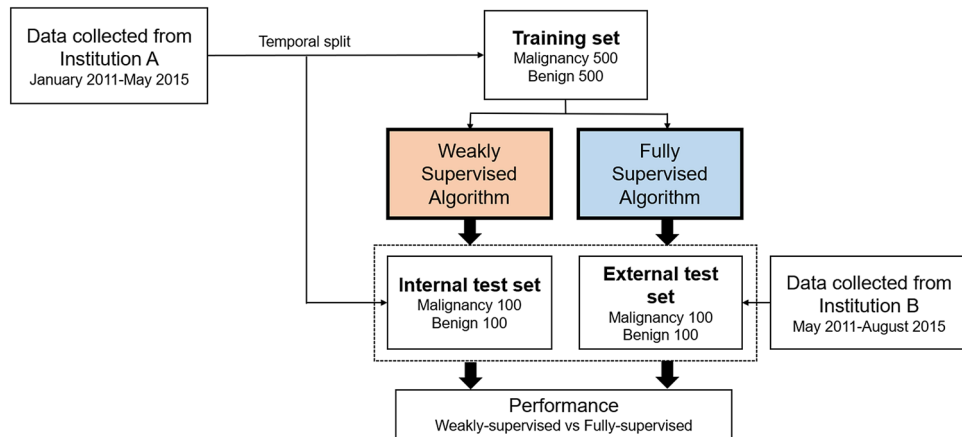 Data collected from
Institution A
January 2011-May 2015
Temporal split
Training set
Malignancy 500
Benign 500
Weakly
Supervised
Algorithm
Fully
Supervised
Algorithm
Internal test set
Malignancy 100
Benign 100
External test
set
Malignancy 100
Benign 100
Data collected from
Institution B
May 2011-August 2015
Performance
Weakly-supervised vs Fully-supervised